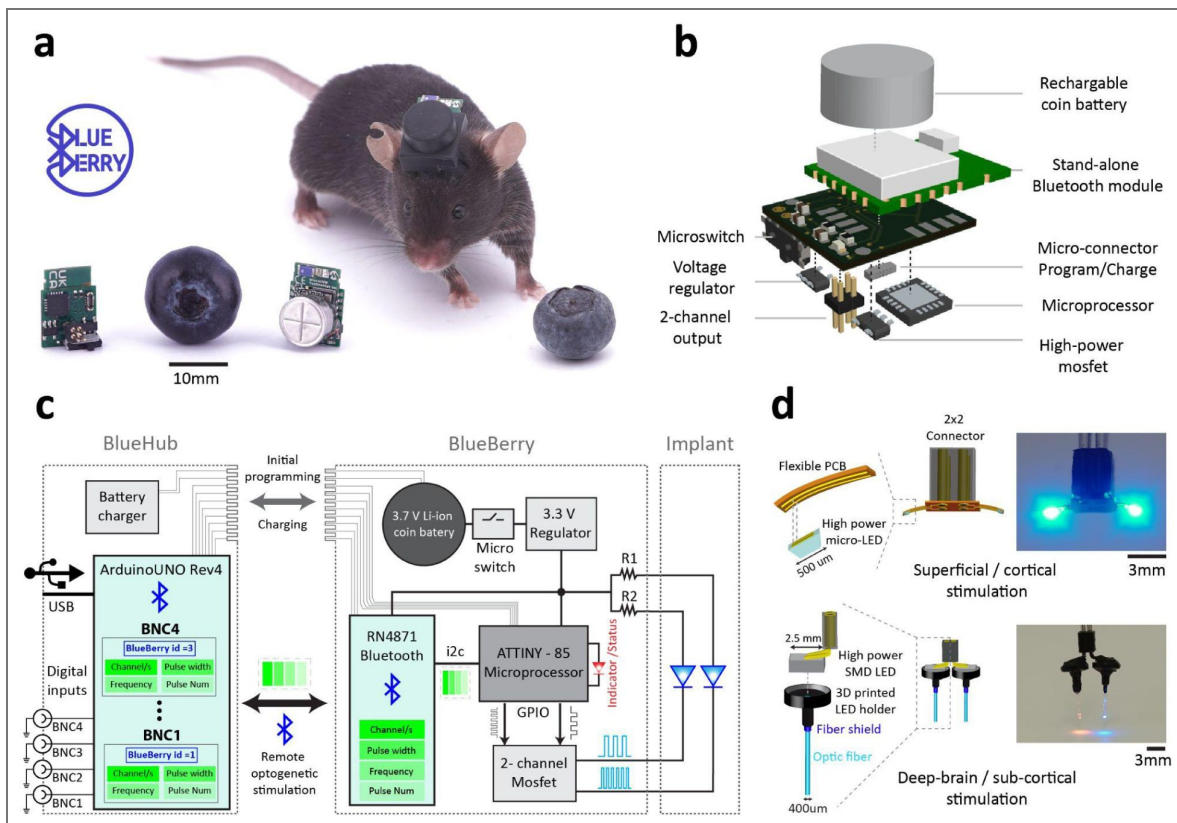 a
BLUE
BERRY
10mm
b
Rechargable
coin battery
Stand-alone
Bluetooth module
Microswitch
Voltage
regulator
2-channel
output
Micro-connector
Program/Charge
Microprocessor
High-power
mosfet
c
BlueHub
BlueBerry
Implant
Battery
charger
Initial
programming
Charging
3.7 V Li-ion
coin batery
Micro
switch
3.3 V
Regulator
R1
R2
USB
ArduinoUNO Rev4
BNC4
BlueBerry id =3
Channel/s
Pulse width
Frequency
Pulse Num
BNC1
BlueBerry id =1
Channel/s
Pulse width
Frequency
Pulse Num
Digital
inputs
BNC4
BNC3
BNC2
BNC1
Remote
optogenetic
stimulation
RN4871
Bluetooth
Channel/s
Pulse width
Frequency
Pulse Num
i2c
ATTINY - 85
Microprocessor
Indicator /Status
GPIO
2- channel
Mosfet
d
2x2
Connector
Flexible PCB
High power
micro-LED
500 um
3mm
Superficial / cortical
stimulation
2.5 mm
High power
SMD LED
3D printed
LED holder
Fiber shield
Optic fiber
400um
3mm
Deep-brain / sub-cortical
stimulation